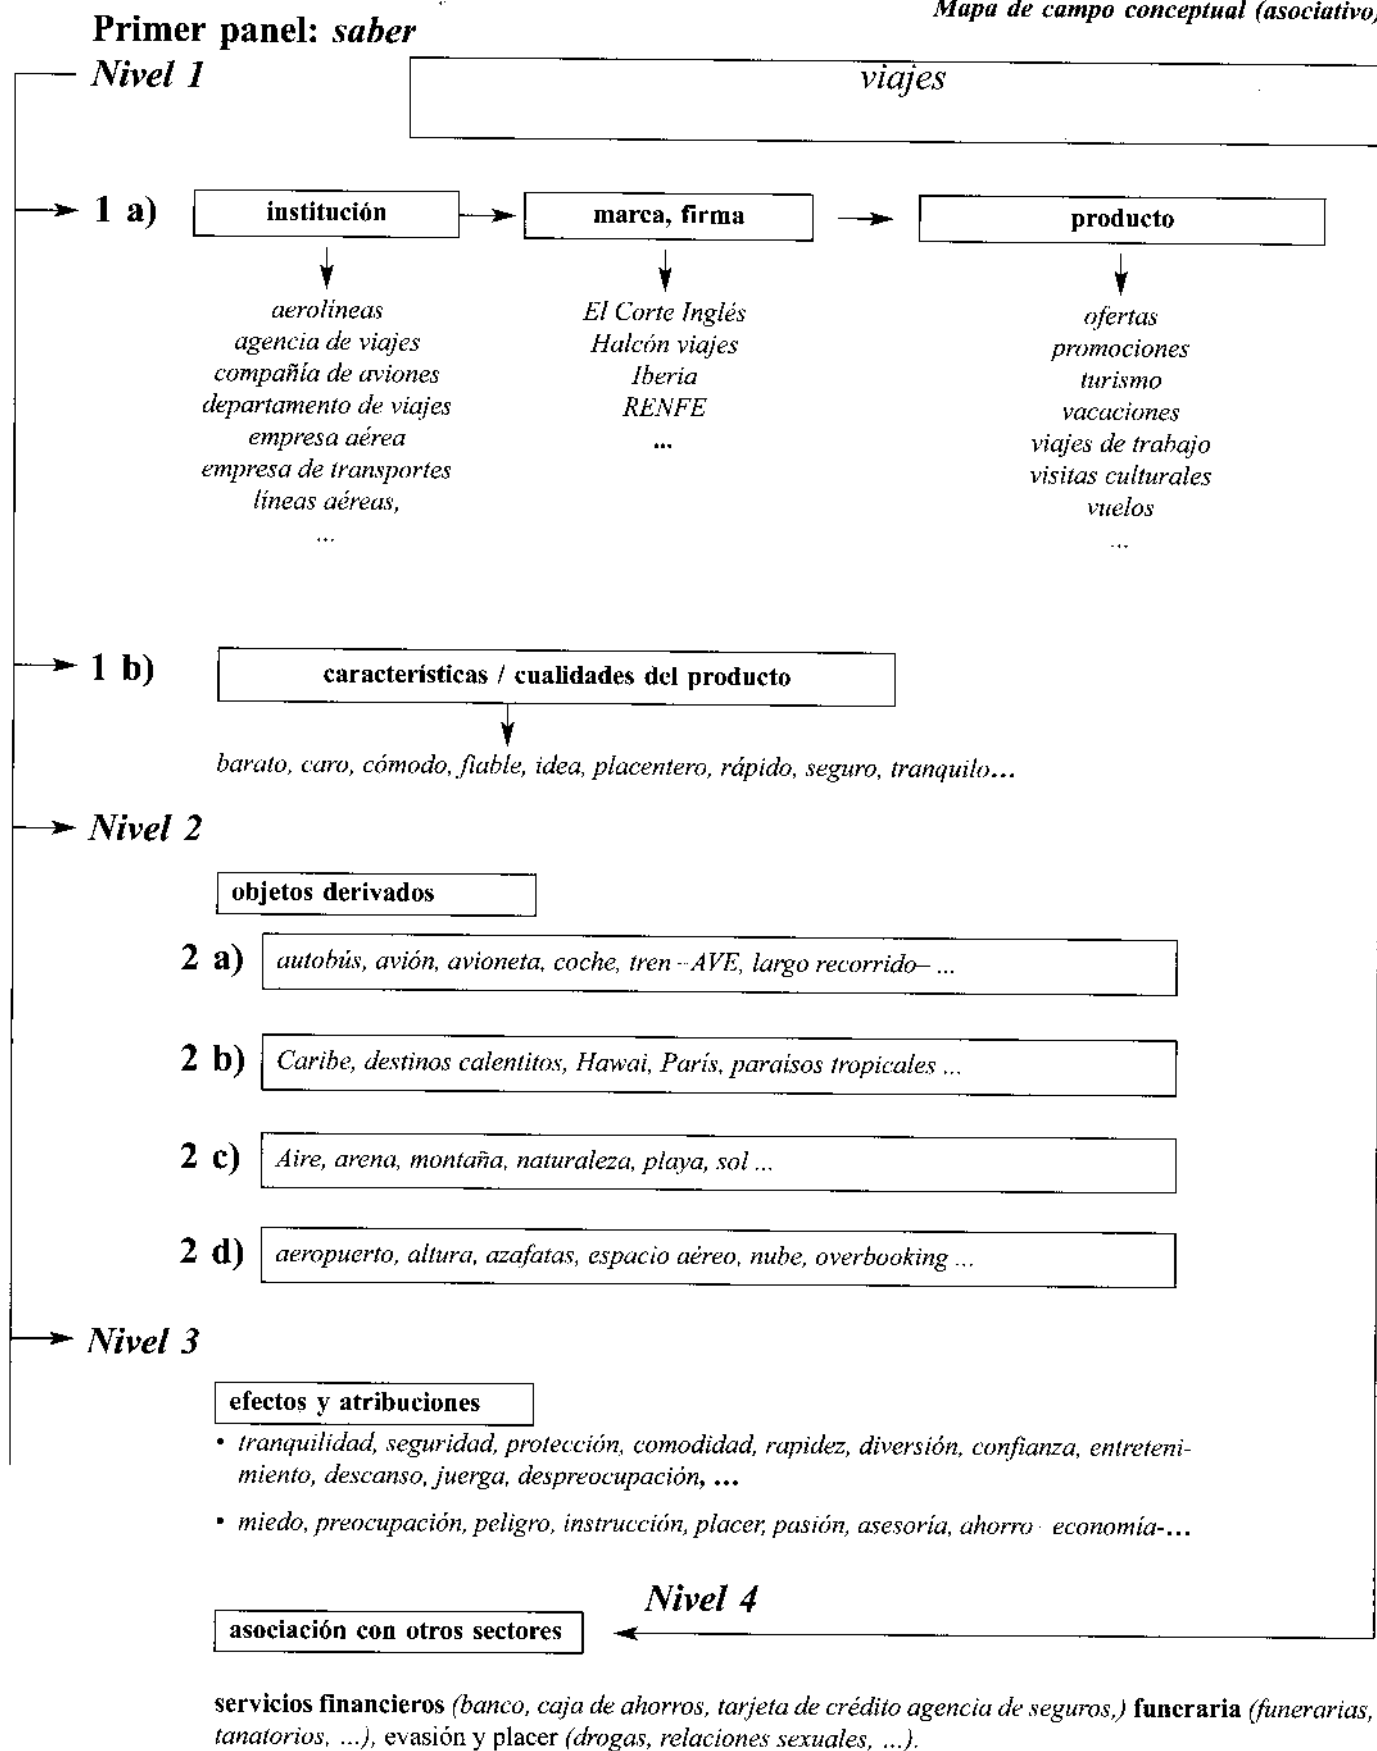 Mapa de campo conceptual (asociativo)
Primer panel: saber
Nivel 1
viajes
1 a)
institución
marca, firma
producto
aerolíneas
agencia de viajes
compañía de aviones
departamento de viajes
empresa aérea
empresa de transportes
líneas aéreas,
...
El Corte Inglés
Halcón viajes
Iberia
RENFE
...
ofertas
promociones
turismo
vacaciones
viajes de trabajo
visitas culturales
vuelos
...
1 b)
características / cualidades del producto
barato, caro, cómodo, fiable, idea, placentero, rápido, seguro, tranquilo...
Nivel 2
objetos derivados
2 a) autobús, avión, avioneta, coche, tren -AVE, largo recorrido– ...
2 b) Caribe, destinos calentitos, Hawai, París, paraisos tropicales ...
2 c) Aire, arena, montaña, naturaleza, playa, sol ...
2 d) aeropuerto, altura, azafatas, espacio aéreo, nube, overbooking ...
Nivel 3
efectos y atribuciones
• tranquilidad, seguridad, protección, comodidad, rapidez, diversión, confianza, entreteni-
miento, descanso, juerga, despreocupación, ...
• miedo, preocupación, peligro, instrucción, placer, pasión, asesoría, ahorro - economía-...
Nivel 4
asociación con otros sectores
servicios financieros (banco, caja de ahorros, tarjeta de crédito agencia de seguros,) funeraria (funerarias,
tanatorios, ...), evasión y placer (drogas, relaciones sexuales, ...).